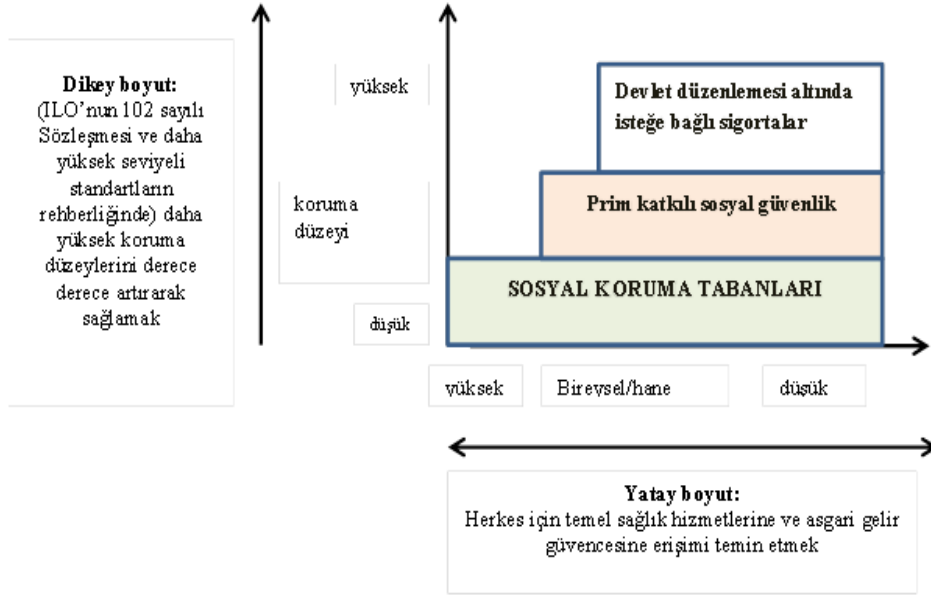 Dikey boyut:
(ILO’nun 102 sayılı
Sözleşmesi ve daha
yüksek seviyeli
standartların
rehberliğinde) daha
yüksek koruma
düzeylerini derece
derece artırarak
sağlamak
yüksek
koruma
düzeyi
düşük
Devlet düzenlemesi altında
isteğe bağlı sigortalar
Prim katkılı sosyal güvenlik
SOSYAL KORUMA TABANLARI
yüksek
Bireysel/hane
düşük
Yatay boyut:
Herkes için temel sağlık hizmetlerine ve asgari gelir
güvencesine erişimi temin etmek